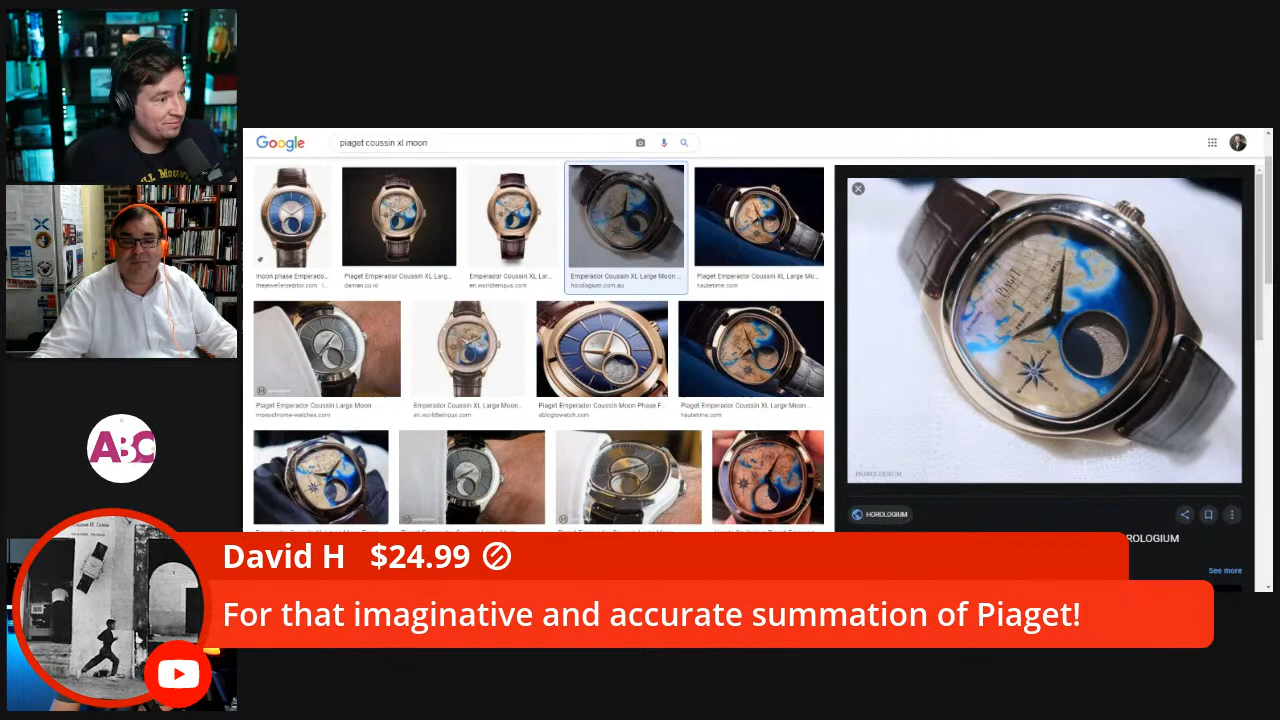 Google
piaget coussin xl moon
moon phase Emperado...
thejewellerseditor.com · i...
Piaget Emperador Coussin XL Larg...
daman.co.id
Emperador Coussin XL Lar...
en.worldtempus.com
Emperador Coussin XL Large Moon ...
horologium.com.au
Piaget Emperador Coussin XL Large Mo...
hautetime.com
Piaget Emperador Coussin Large Moon
monochrome-watches.com
Emperador Coussin XL Large Moon...
en.worldtempus.com
Piaget Emperador Coussin Moon Phase F...
ablogtowatch.com
Piaget Emperador Coussin XL Large Moon ...
hautetime.com
PIAGET
HOROLOGIUM
HOROLOGIUM
ROLOGIUM
See more
ABC
David H $24.99
For that imaginative and accurate summation of Piaget!